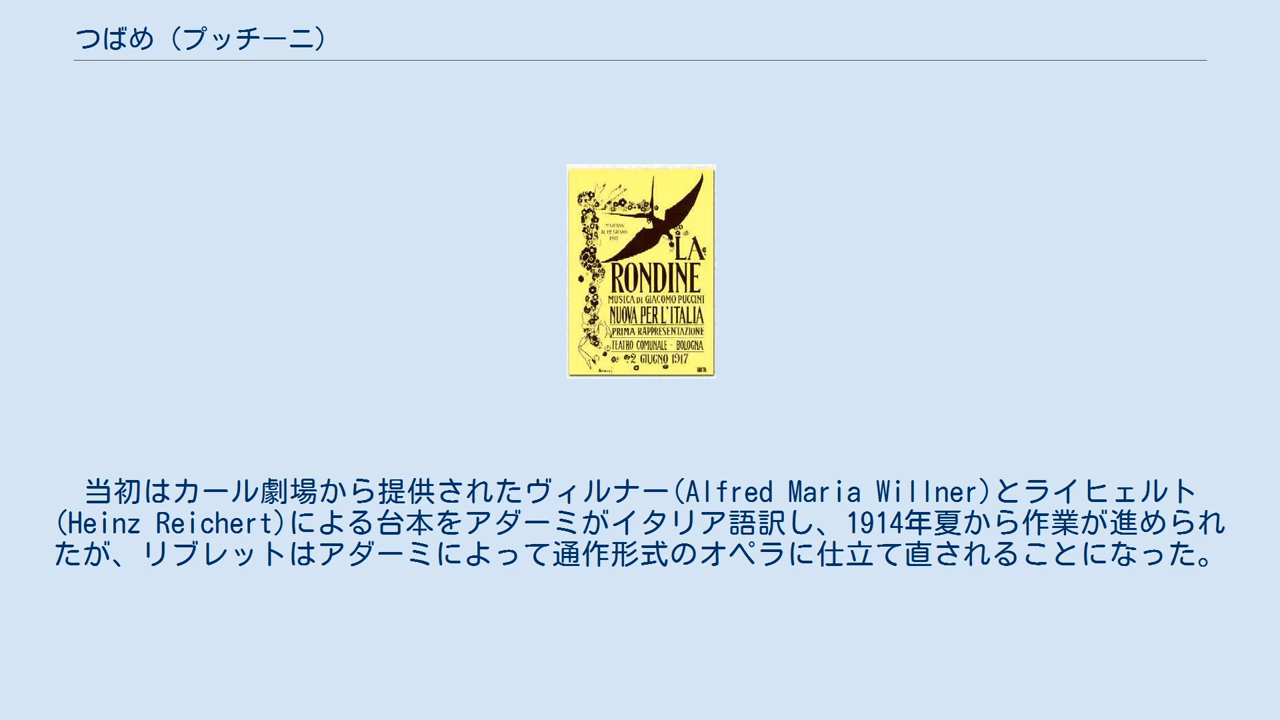 つばめ（プッチーニ）
LA
RONDINE
MUSICA DI GIACOMO PUCCINI
NUOVA PER L'ITALIA
PRIMA RAPPRESENTAZIONE
TEATRO COMUNALE - BOLOGNA
2 GIUGNO 1917
当初はカール劇場から提供されたヴィルナー(Alfred Maria Willner)とライヒェルト
(Heinz Reichert)による台本をアダーミがイタリア語訳し、1914年夏から作業が進められ
たが、リブレットはアダーミによって通作形式のオペラに仕立て直されることになった。